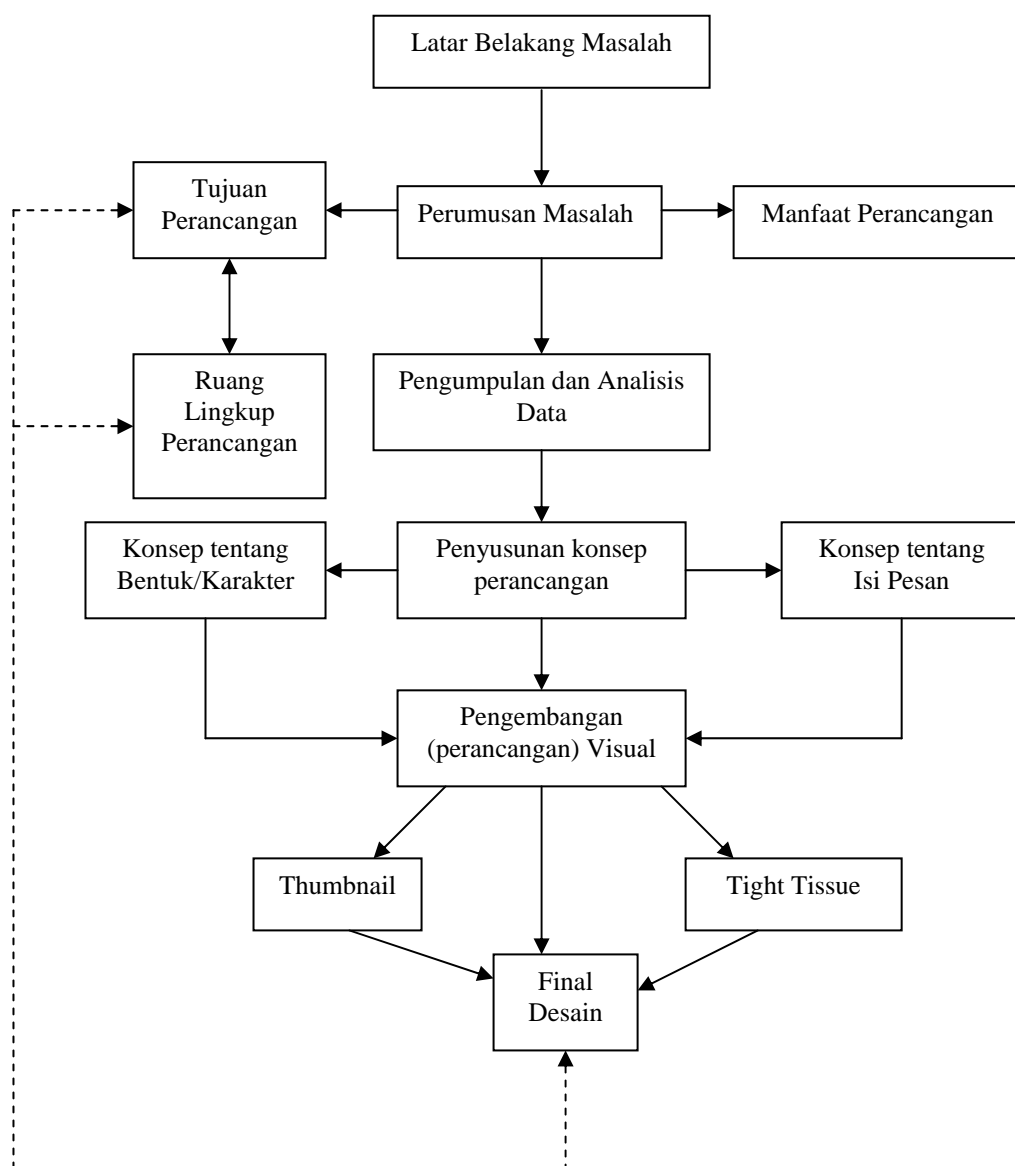 Latar Belakang Masalah
Tujuan
Perancangan
Perumusan Masalah
Manfaat Perancangan
Ruang
Lingkup
Perancangan
Pengumpulan dan Analisis
Data
Konsep tentang
Bentuk/Karakter
Penyusunan konsep
perancangan
Konsep tentang
Isi Pesan
Pengembangan
(perancangan) Visual
Thumbnail
Tight Tissue
Final
Desain